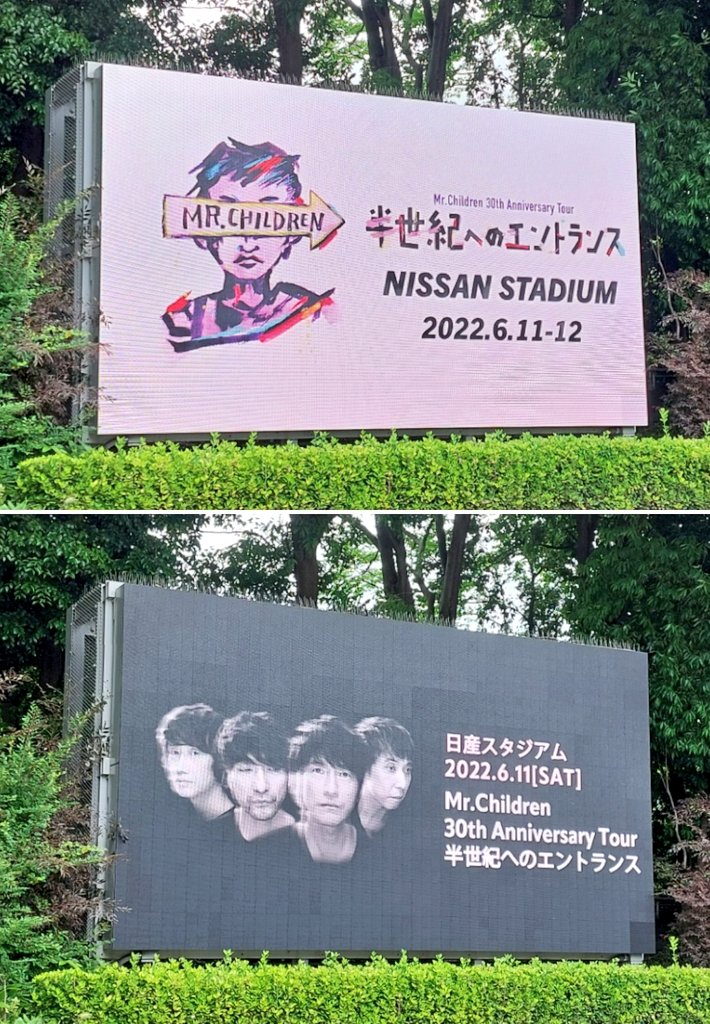 MR.CHILDREN
Mr.Children 30th Anniversary Tour
半世紀へのエントランス
NISSAN STADIUM
2022.6.11-12
日産スタジアム
2022.6.11[SAT]
Mr.Children
30th Anniversary Tour
半世紀へのエントランス